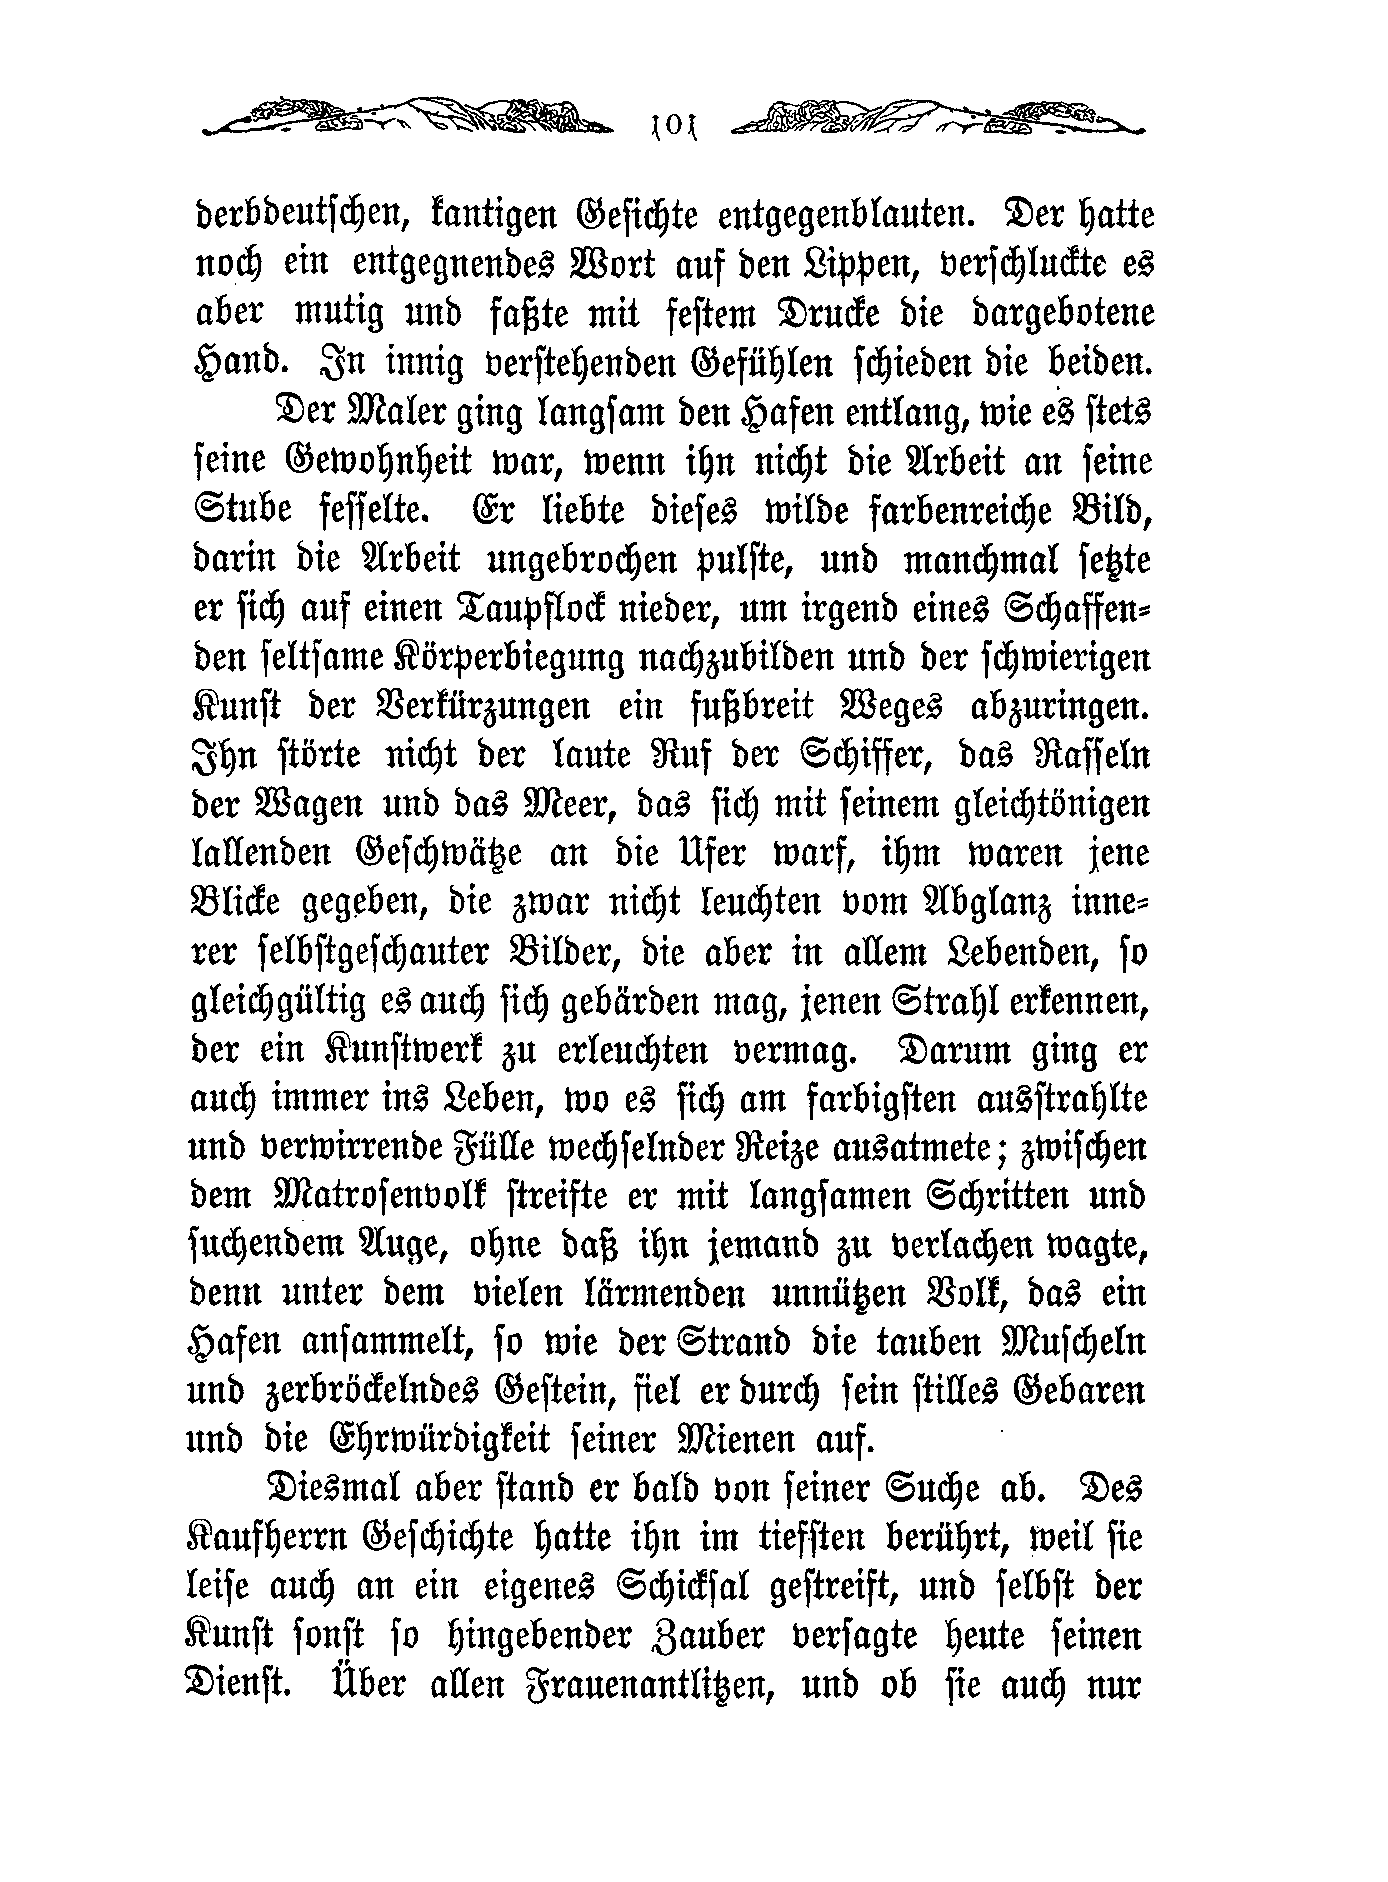 101
derbdeutschen, kantigen Gesichte entgegenblauten. Der hatte
noch ein entgegnendes Wort auf den Lippen, verschluckte es
aber mutig und faßte mit festem Drucke die dargebotene
Hand. In innig verstehenden Gefühlen schieden die beiden.
Der Maler ging langsam den Hafen entlang, wie es stets
seine Gewohnheit war, wenn ihn nicht die Arbeit an seine
Stube fesselte. Er liebte dieses wilde farbenreiche Bild,
darin die Arbeit ungebrochen pulste, und manchmal setzte
er sich auf einen Taupflock nieder, um irgend eines Schaffen-
den seltsame Körperbiegung nachzubilden und der schwierigen
Kunst der Verkürzungen ein fußbreit Weges abzuringen.
Ihn störte nicht der laute Ruf der Schiffer, das Rasseln
der Wagen und das Meer, das sich mit seinem gleichtönigen
lallenden Geschwätze an die Ufer warf, ihm waren jene
Blicke gegeben, die zwar nicht leuchten vom Abglanz inne-
rer selbstgeschauter Bilder, die aber in allem Lebenden, so
gleichgültig es auch sich gebärden mag, jenen Strahl erkennen,
der ein Kunstwerk zu erleuchten vermag. Darum ging er
auch immer ins Leben, wo es sich am farbigsten ausstrahlte
und verwirrende Fülle wechselnder Reize ausatmete; zwischen
dem Matrosenvolk streifte er mit langsamen Schritten und
suchendem Auge, ohne daß ihn jemand zu verlachen wagte,
denn unter dem vielen lärmenden unnützen Volk, das ein
Hafen ansammelt, so wie der Strand die tauben Muscheln
und zerbröckelndes Gestein, fiel er durch sein stilles Gebaren
und die Ehrwürdigkeit seiner Mienen auf.
Diesmal aber stand er bald von seiner Suche ab. Des
Kaufherrn Geschichte hatte ihn im tiefsten berührt, weil sie
leise auch an ein eigenes Schicksal gestreift, und selbst der
Kunst sonst so hingebender Zauber versagte heute seinen
Dienst. Über allen Frauenantlitzen, und ob sie auch nur